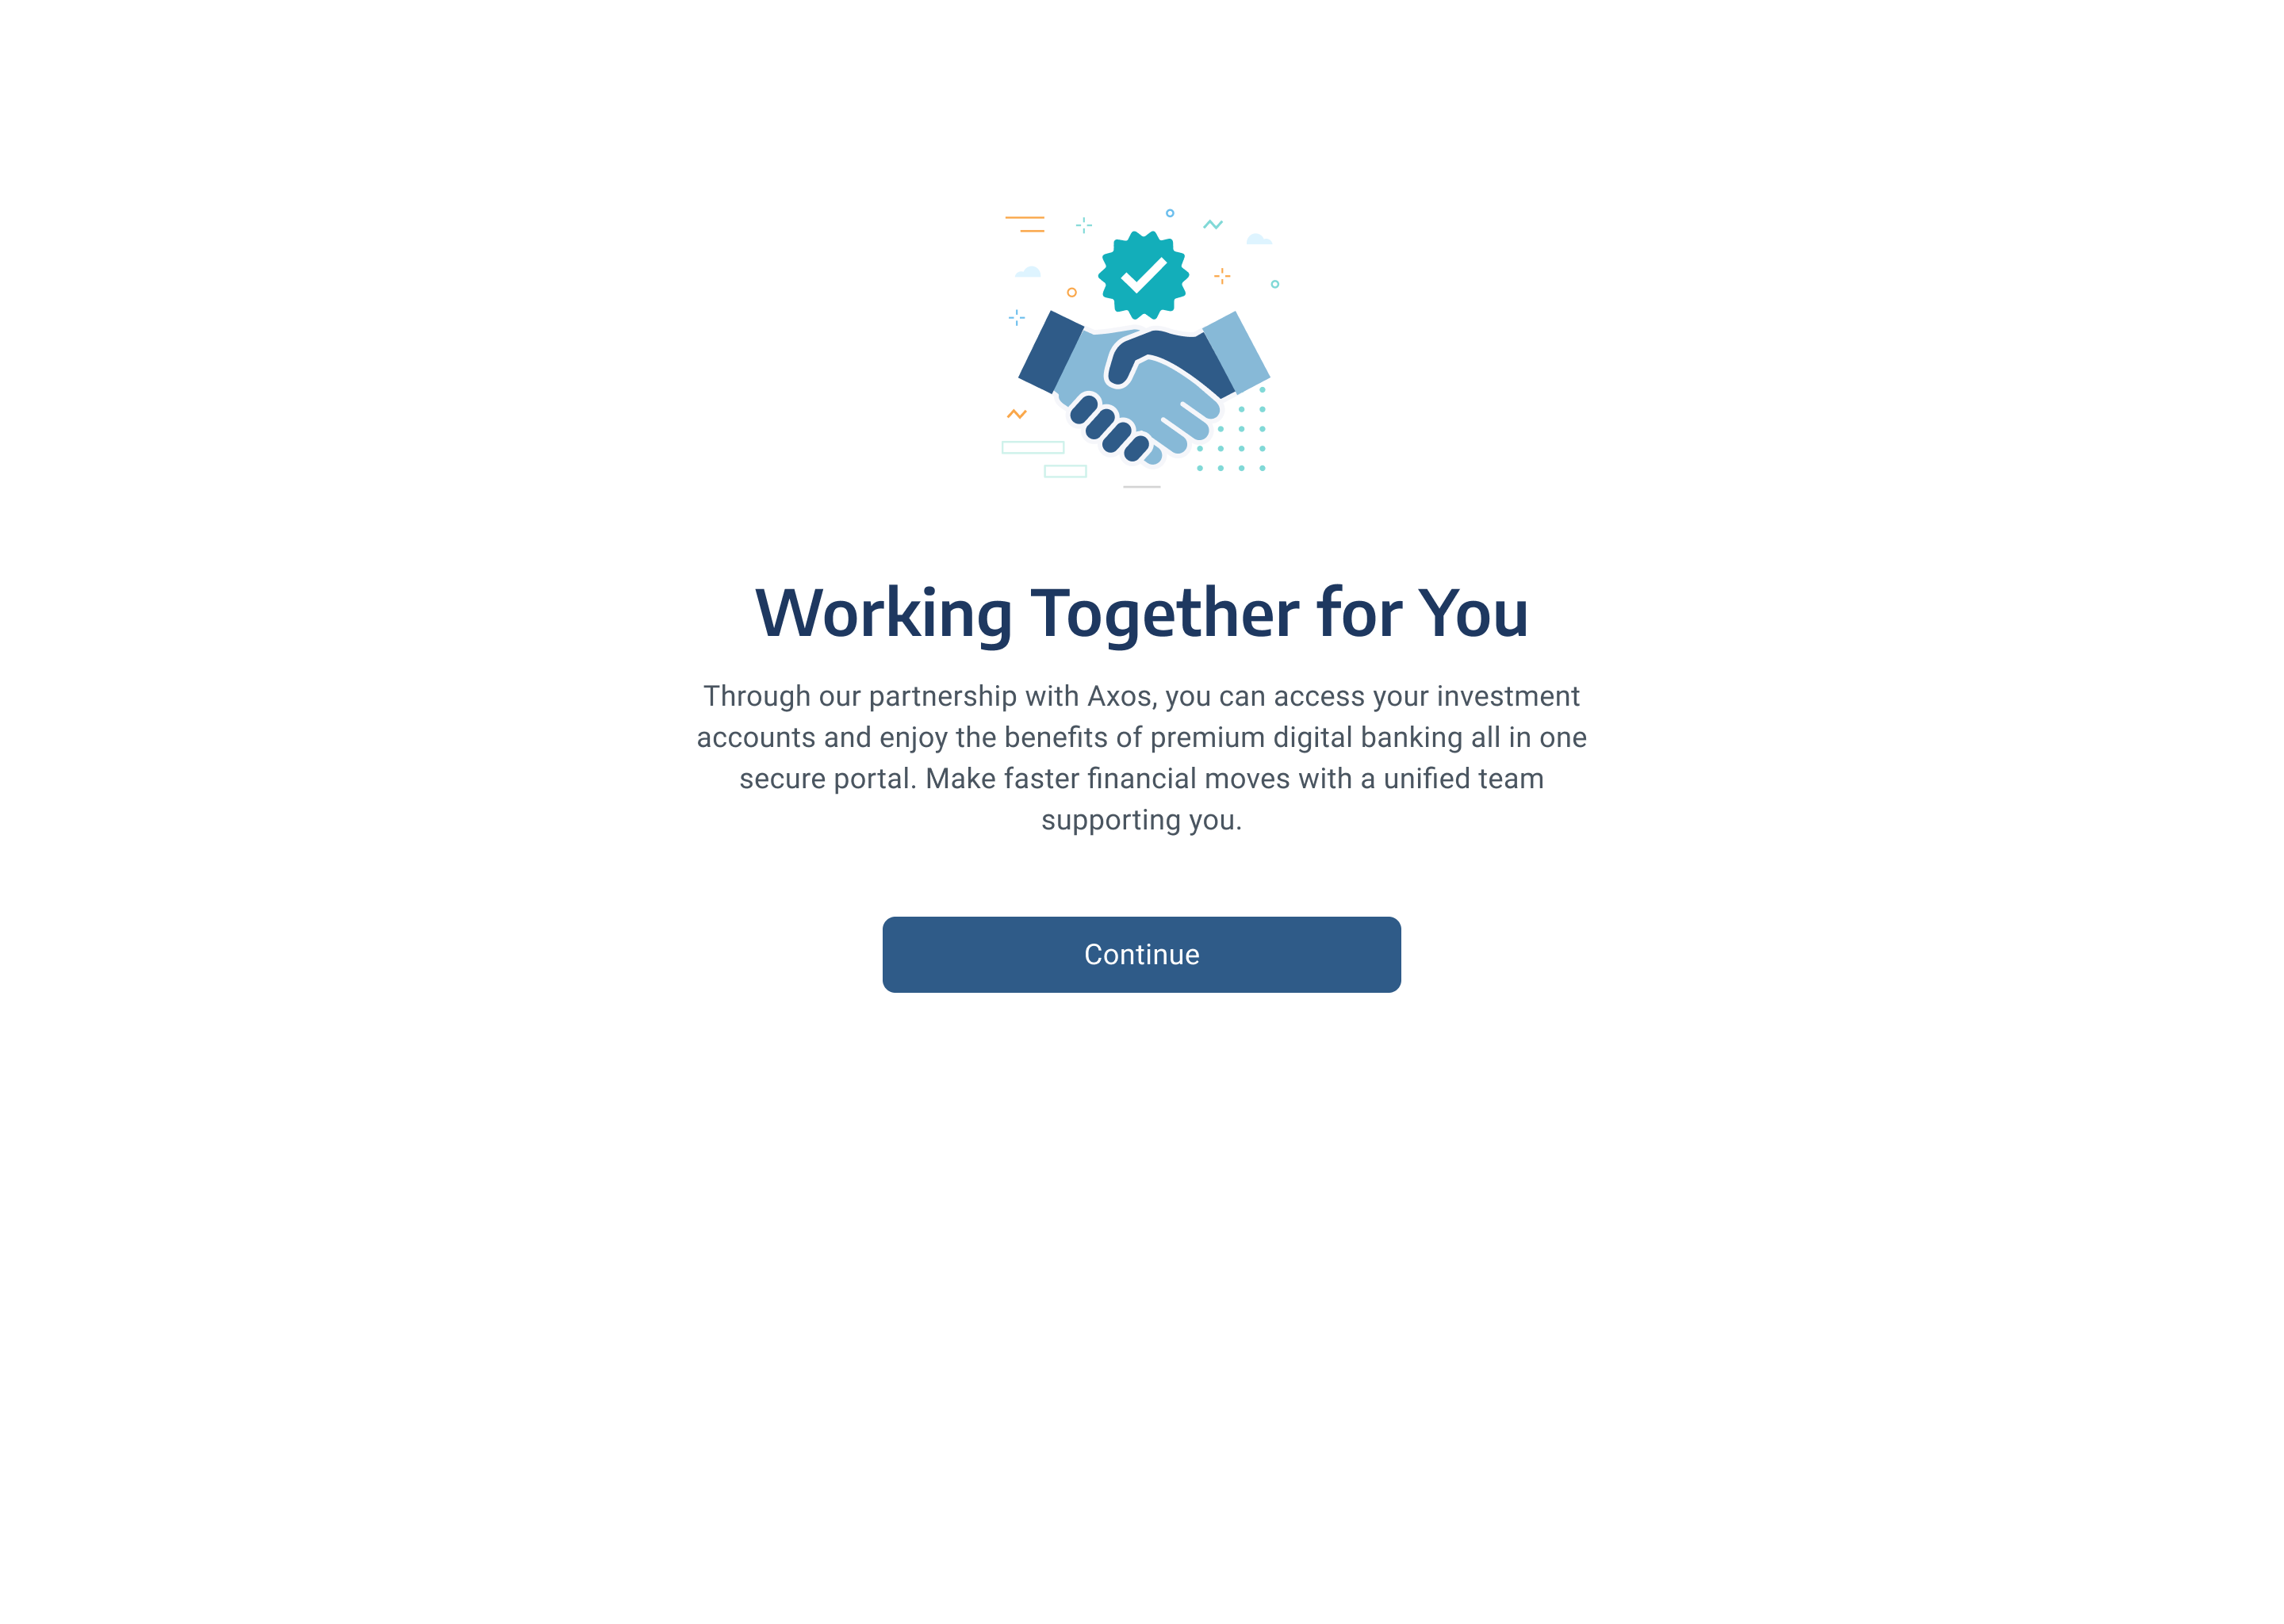 Working Together for You
Through our partnership with Axos, you can access your investment
accounts and enjoy the benefits of premium digital banking all in one
secure portal. Make faster financial moves with a unified team
supporting you.
Continue